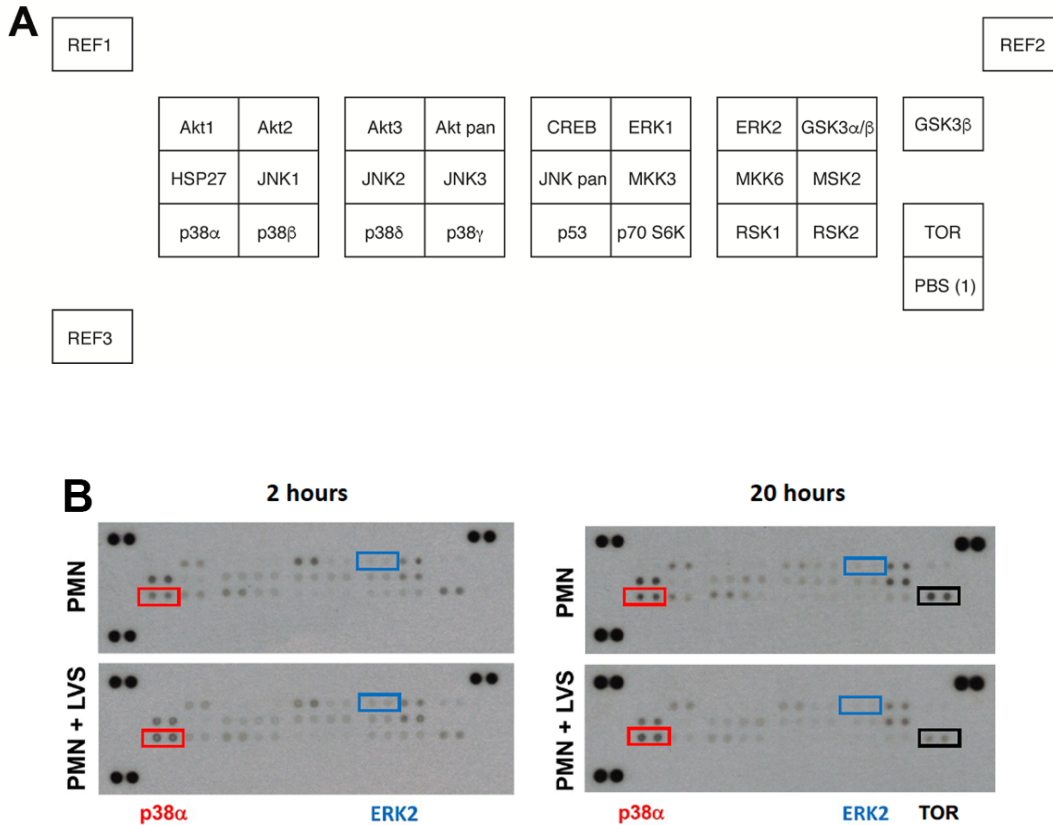 A
REF1 REF2
Akt1 Akt2 Akt3 Akt pan CREB ERK1 ERK2 GSK3α/β GSK3β
HSP27 JNK1 JNK2 JNK3 JNK pan MKK3 MKK6 MSK2
p38α p38β p38δ p38γ p53 p70 S6K RSK1 RSK2 TOR
PBS (1)
REF3
B
2 hours 20 hours
PMN PMN
PMN + LVS PMN + LVS
p38α ERK2 p38α ERK2 TOR